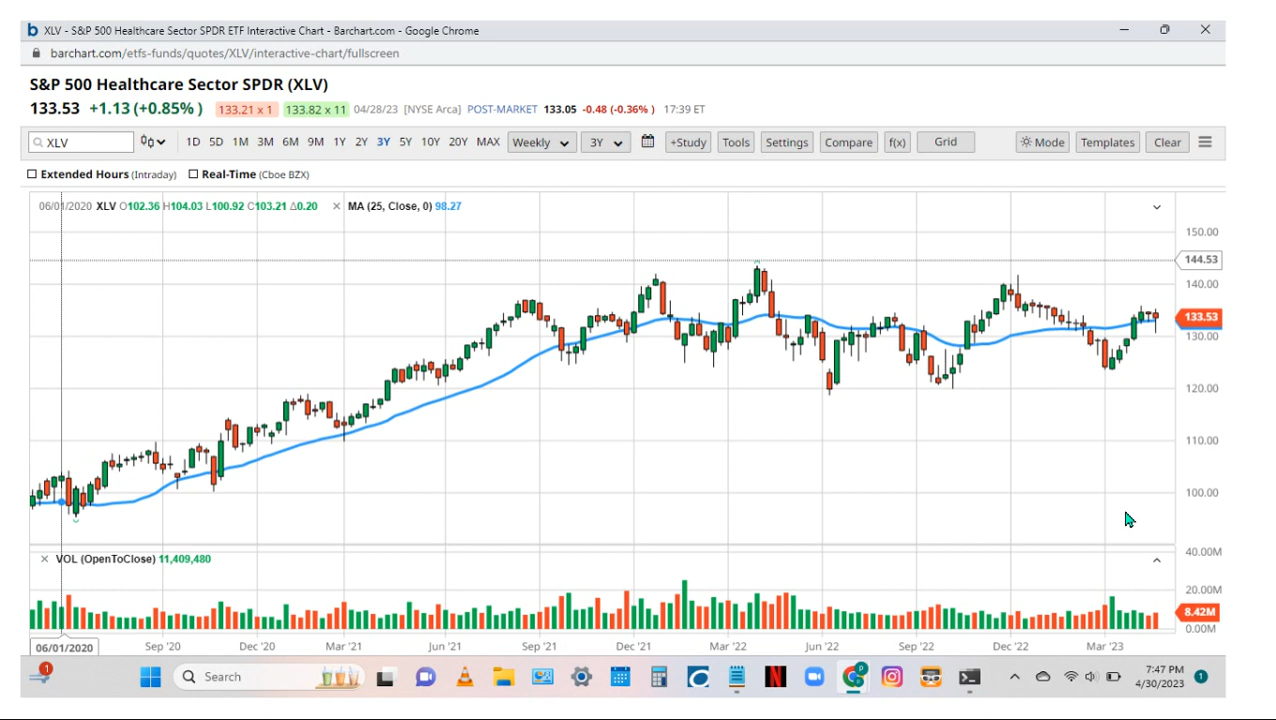 XLV - S&P 500 Healthcare Sector SPDR ETF Interactive Chart - Barchart.com - Google Chrome
barchart.com/etfs-funds/quotes/XLV/interactive-chart/fullscreen
S&P 500 Healthcare Sector SPDR (XLV)
133.53 +1.13 (+0.85%) 133.21 x 1 133.82 x 11 04/28/23 [NYSE Arca] POST-MARKET 133.05 -0.48 (-0.36%) 17:39 ET
XLV 1D 5D 1M 3M 6M 9M 1Y 2Y 3Y 5Y 10Y 20Y MAX Weekly 3Y +Study Tools Settings Compare f(x) Grid Mode Templates Clear
Extended Hours (Intraday) Real-Time (Cboe BZX)
06/01/2020 XLV O102.36 H104.03 L100.92 C103.21 Δ0.20 MA (25, Close, 0) 98.27
150.00
144.53
140.00
133.53
130.00
120.00
110.00
100.00
40.00M
VOL (OpenToClose) 11,409,480
20.00M
8.42M
0.00M
06/01/2020 Sep '20 Dec '20 Mar '21 Jun '21 Sep '21 Dec '21 Mar '22 Jun '22 Sep '22 Dec '22 Mar '23
1 Search P 7:47 PM 1
4/30/2023